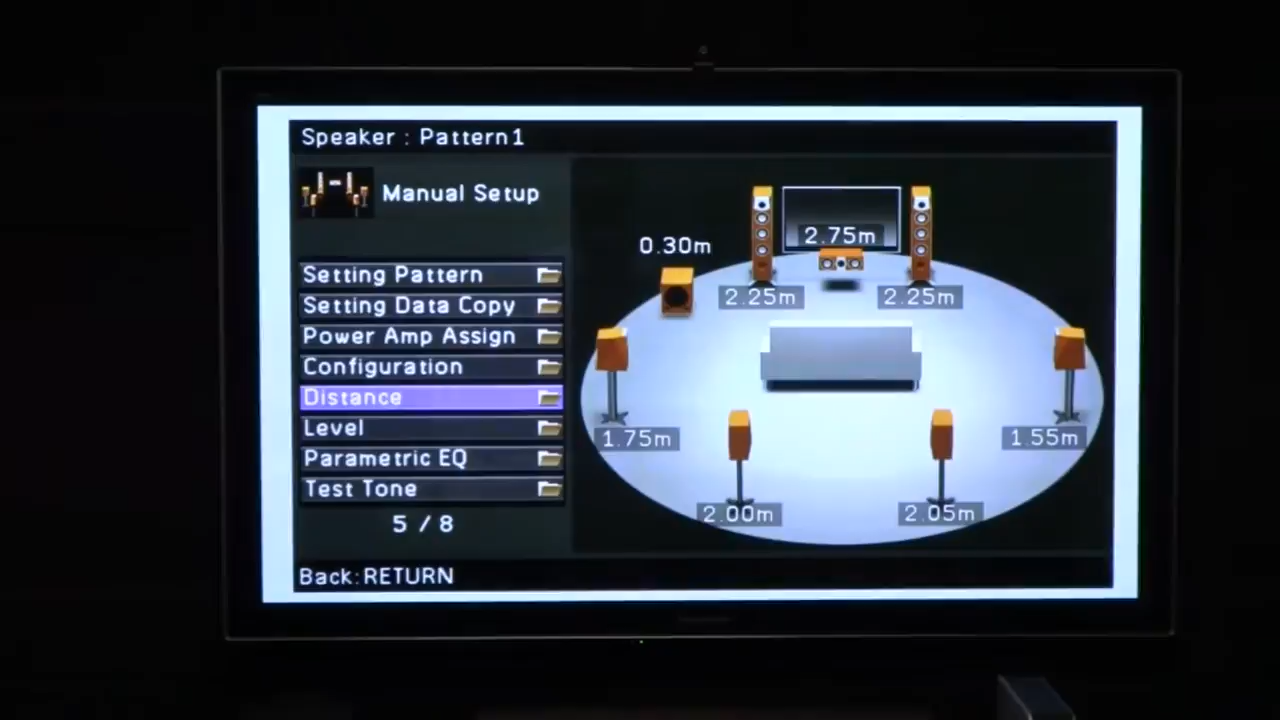 Speaker : Pattern1
Manual Setup
Setting Pattern
Setting Data Copy
Power Amp Assign
Configuration
Distance
Level
Parametric EQ
Test Tone
5 / 8
2.75m
0.30m
2.25m
2.25m
1.75m
1.55m
2.00m
2.05m
Back:RETURN